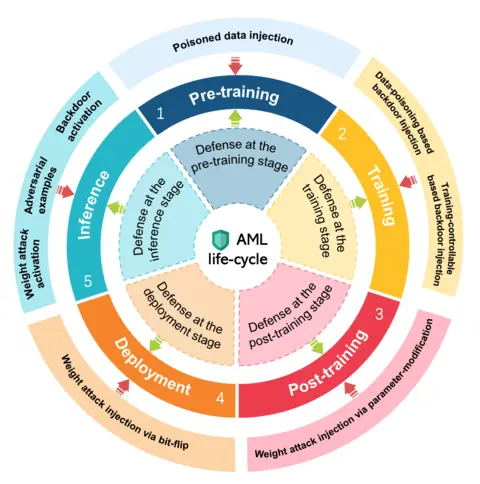 Poisoned data injection
1
Pre-training
Defense at the
pre-training stage
Data-poisoning based
backdoor injection
Training-controllable
based backdoor injection
2
Training
Defense at the
training stage
3
Post-training
Defense at the
post-training stage
Weight attack injection via parameter-modification
4
Deployment
Defense at the
deployment stage
Weight attack injection via bit-flip
5
Inference
Defense at the
inference stage
Backdoor
activation
Adversarial
examples
Weight attack
activation
AML
life-cycle